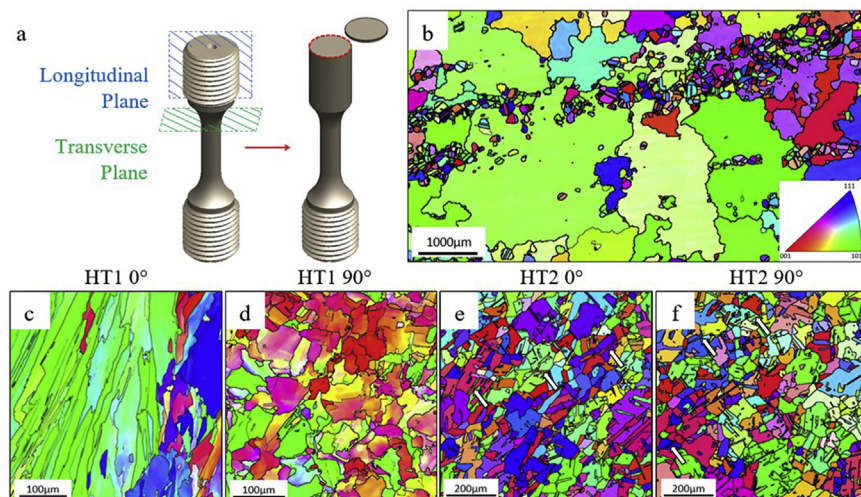 a
Longitudinal
Plane
Transverse
Plane
b
1000μm
111
001
101
HT1 0°
HT1 90°
HT2 0°
HT2 90°
c
100μm
d
100μm
e
200μm
f
200μm